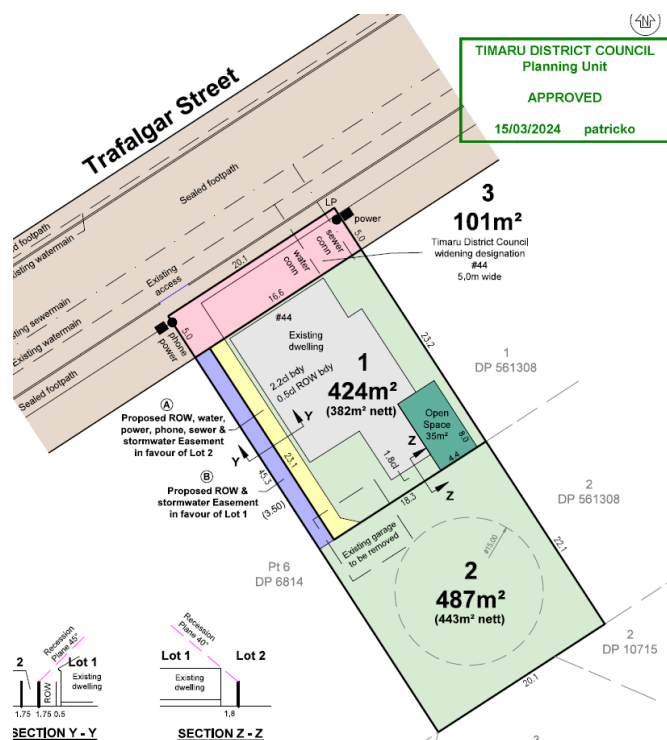 N
TIMARU DISTRICT COUNCIL
Planning Unit
APPROVED
15/03/2024 patricko
Trafalgar Street
Sealed footpath
Existing watermain
Existing sewermain
Existing watermain
Sealed footpath
Existing
access
LP
power
sewer
conn
water
conn
20.1
5.0
16.6
5.0
phone
power
3
101m²
Timaru District Council
widening designation
#44
5,0m wide
#44
Existing
dwelling
2.2cl bdy
0.5cl ROW bdy
1
424m²
(382m² nett)
23.2
1
DP 561308
Open
Space
35m²
8.0
4.4
A
Proposed ROW, water,
power, phone, sewer &
stormwater Easement
in favour of Lot 2
Y
Y
Z
Z
1.8cl
23.1
45.3
(3.50)
18.3
B
Proposed ROW &
stormwater Easement
in favour of Lot 1
Existing garage
to be removed
2
DP 561308
22.1
Pt 6
DP 6814
ø15.00
2
487m²
(443m² nett)
2
DP 10715
20.1
Recession
Plane 45°
2
Lot 1
ROW
Existing
dwelling
1.75 1.75 0.5
SECTION Y - Y
Recession
Plane 40°
Lot 1
Lot 2
Existing
dwelling
1.8
SECTION Z - Z